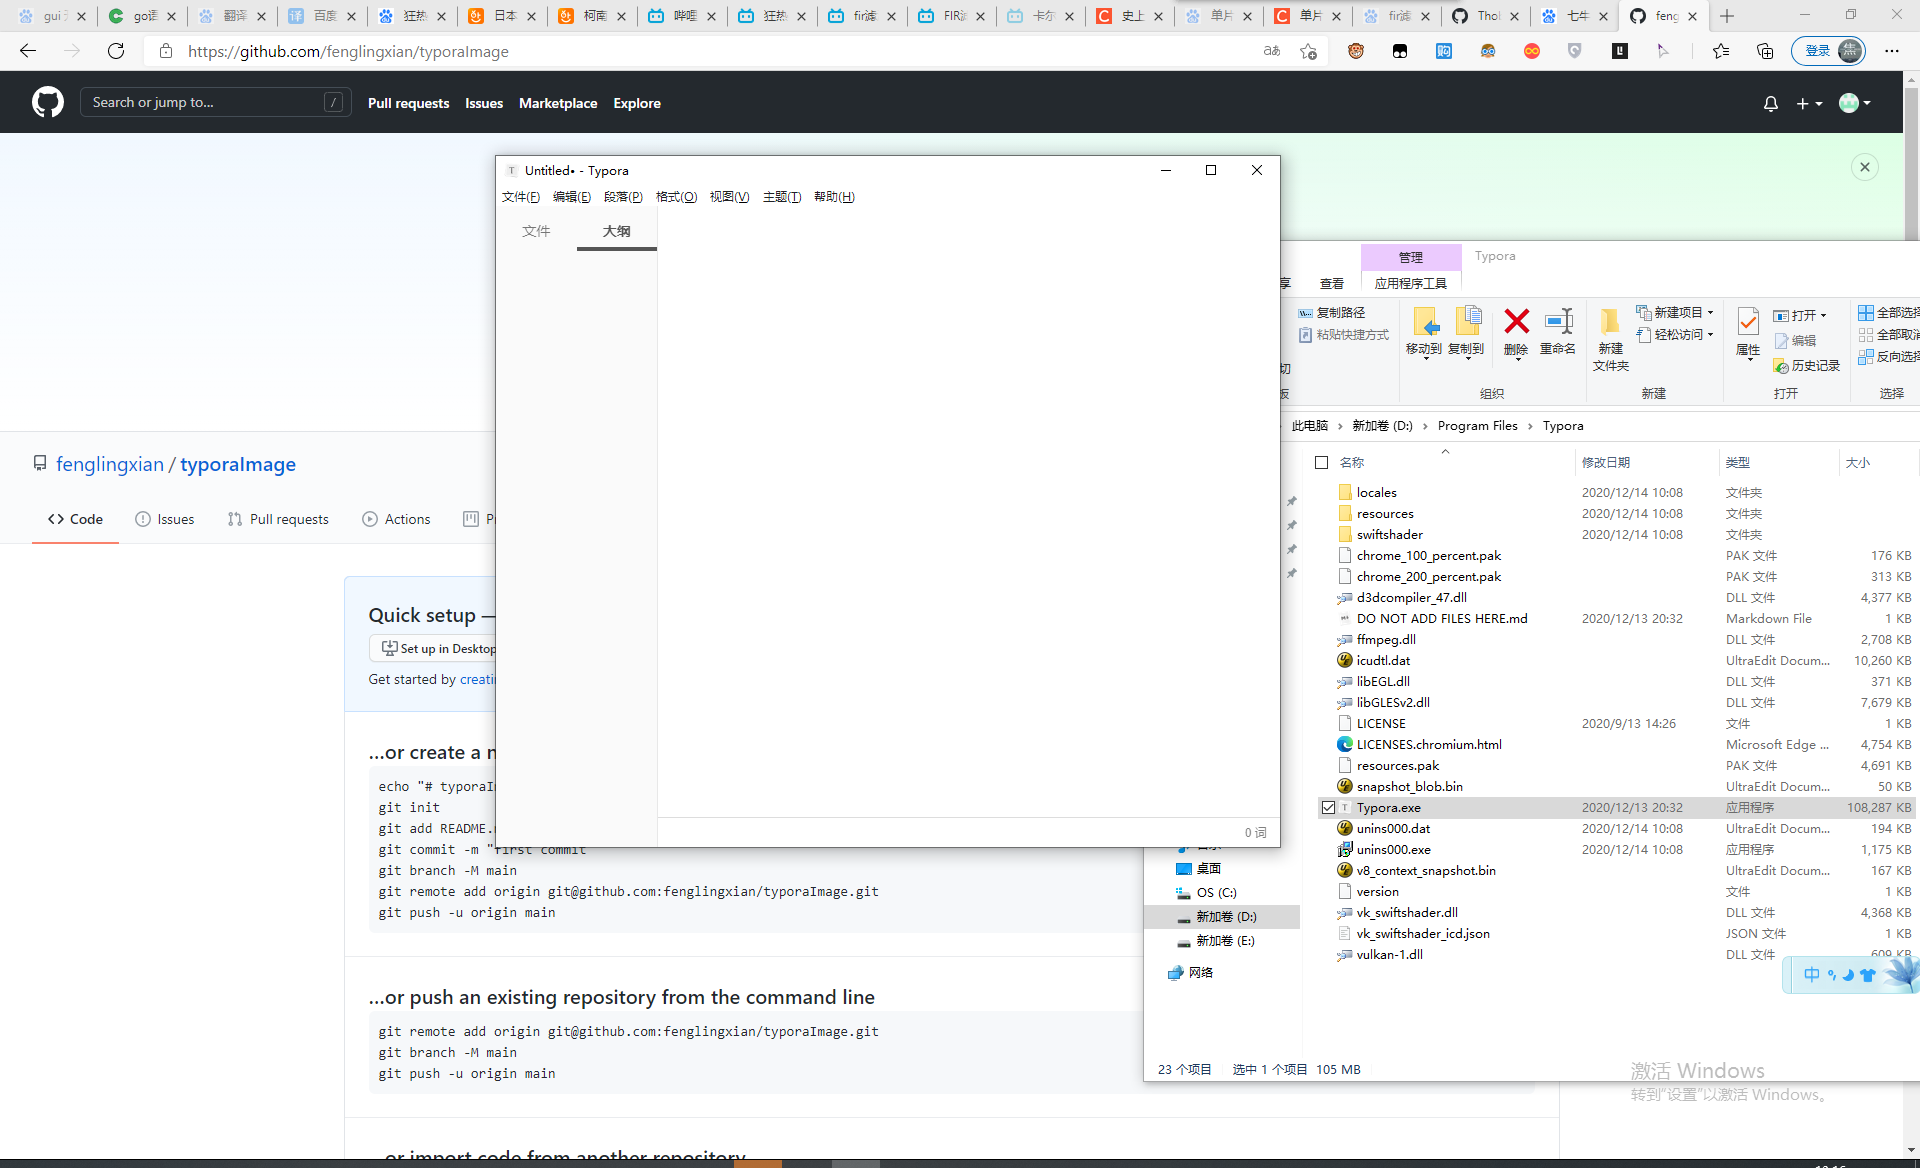 gui
go语
翻译
百度
狂热
日本
柯南
哔哩
狂热
fir滤
FIR滤
卡尔
史上
单片
单片
fir滤
Thol
七牛
feng
https://github.com/fenglingxian/typoraImage
登录
Search or jump to...
/
Pull requests
Issues
Marketplace
Explore
Untitled• - Typora
文件(F) 编辑(E) 段落(P) 格式(O) 视图(V) 主题(T) 帮助(H)
文件
大纲
0 词
fenglingxian / typoraImage
Code
Issues
Pull requests
Actions
Quick setup —
Set up in Desktop
Get started by
...or create a n
echo "# typoraI
git init
git add README.
git commit -m "first commit"
git branch -M main
git remote add origin git@github.com:fenglingxian/typoraImage.git
git push -u origin main
...or push an existing repository from the command line
git remote add origin git@github.com:fenglingxian/typoraImage.git
git branch -M main
git push -u origin main
...or import code from another repository
管理
Typora
享
查看
应用程序工具
复制路径
粘贴快捷方式
切
板
移动到
复制到
删除
重命名
组织
新建
文件夹
新建项目
轻松访问
新建
属性
打开
编辑
历史记录
打开
全部选择
全部取消
反向选择
选择
此电脑 › 新加卷 (D:) › Program Files › Typora
名称 修改日期 类型 大小
locales 2020/12/14 10:08 文件夹
resources 2020/12/14 10:08 文件夹
swiftshader 2020/12/14 10:08 文件夹
chrome_100_percent.pak PAK 文件 176 KB
chrome_200_percent.pak PAK 文件 313 KB
d3dcompiler_47.dll DLL 文件 4,377 KB
DO NOT ADD FILES HERE.md 2020/12/13 20:32 Markdown File 1 KB
ffmpeg.dll DLL 文件 2,708 KB
icudtl.dat UltraEdit Docum... 10,260 KB
libEGL.dll DLL 文件 371 KB
libGLESv2.dll DLL 文件 7,679 KB
LICENSE 2020/9/13 14:26 文件 1 KB
LICENSES.chromium.html Microsoft Edge ... 4,754 KB
resources.pak PAK 文件 4,691 KB
snapshot_blob.bin UltraEdit Docum... 50 KB
Typora.exe 2020/12/13 20:32 应用程序 108,287 KB
unins000.dat 2020/12/14 10:08 UltraEdit Docum... 194 KB
unins000.exe 2020/12/14 10:08 应用程序 1,175 KB
v8_context_snapshot.bin UltraEdit Docum... 167 KB
version 文件 1 KB
vk_swiftshader.dll DLL 文件 4,368 KB
vk_swiftshader_icd.json JSON 文件 1 KB
vulkan-1.dll DLL 文件 609 KB
桌面
OS (C:)
新加卷 (D:)
新加卷 (E:)
网络
中
23 个项目 选中 1 个项目 105 MB
激活 Windows
转到"设置"以激活 Windows。